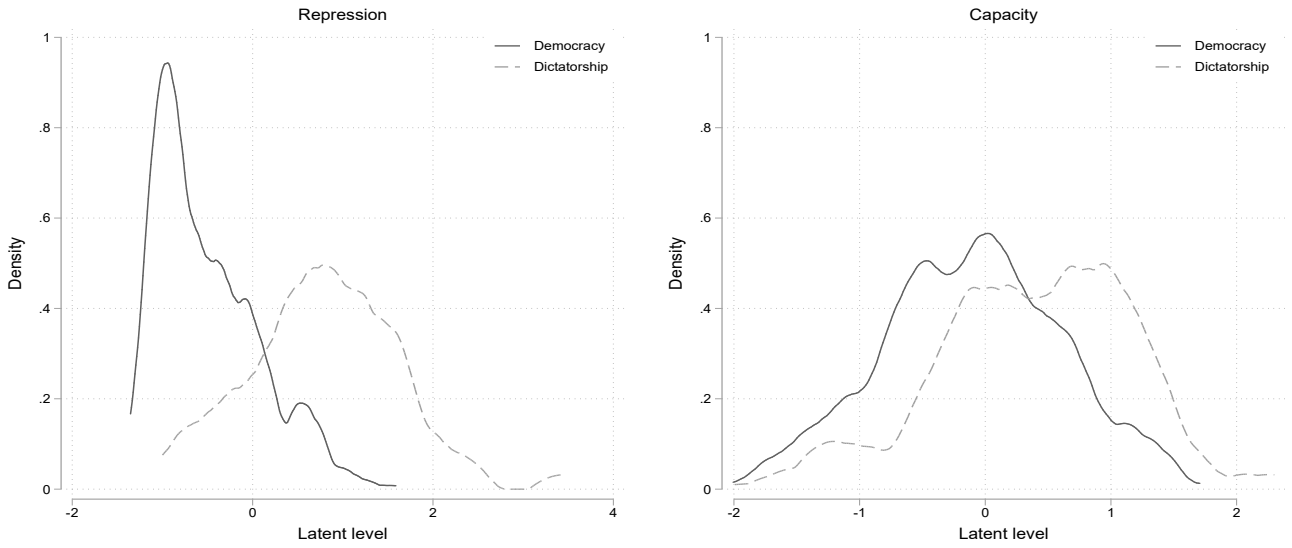 Repression
Democracy
Dictatorship
Density
1
.8
.6
.4
.2
0
-2 0 2 4
Latent level
Capacity
Democracy
Dictatorship
Density
1
.8
.6
.4
.2
0
-2 -1 0 1 2
Latent level